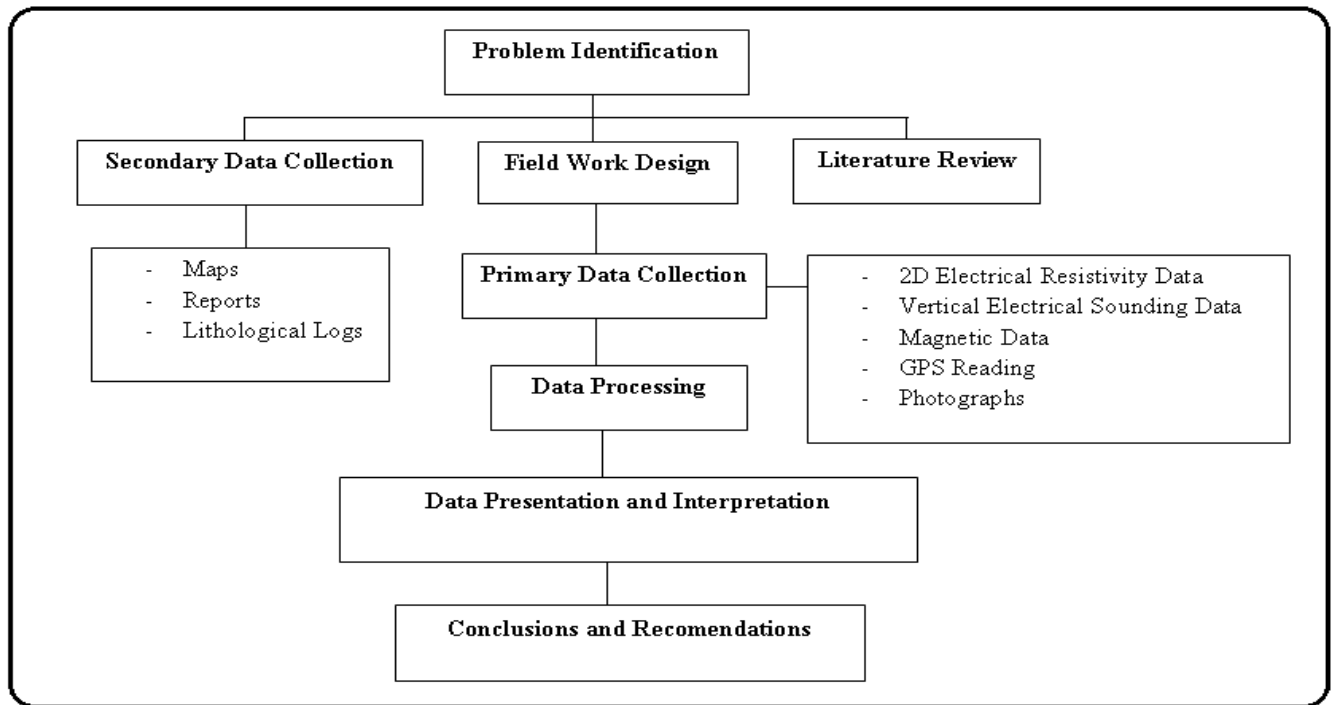 Problem Identification
Secondary Data Collection
Field Work Design
Literature Review
- Maps
- Reports
- Lithological Logs
Primary Data Collection
- 2D Electrical Resistivity Data
- Vertical Electrical Sounding Data
- Magnetic Data
- GPS Reading
- Photographs
Data Processing
Data Presentation and Interpretation
Conclusions and Recomendations